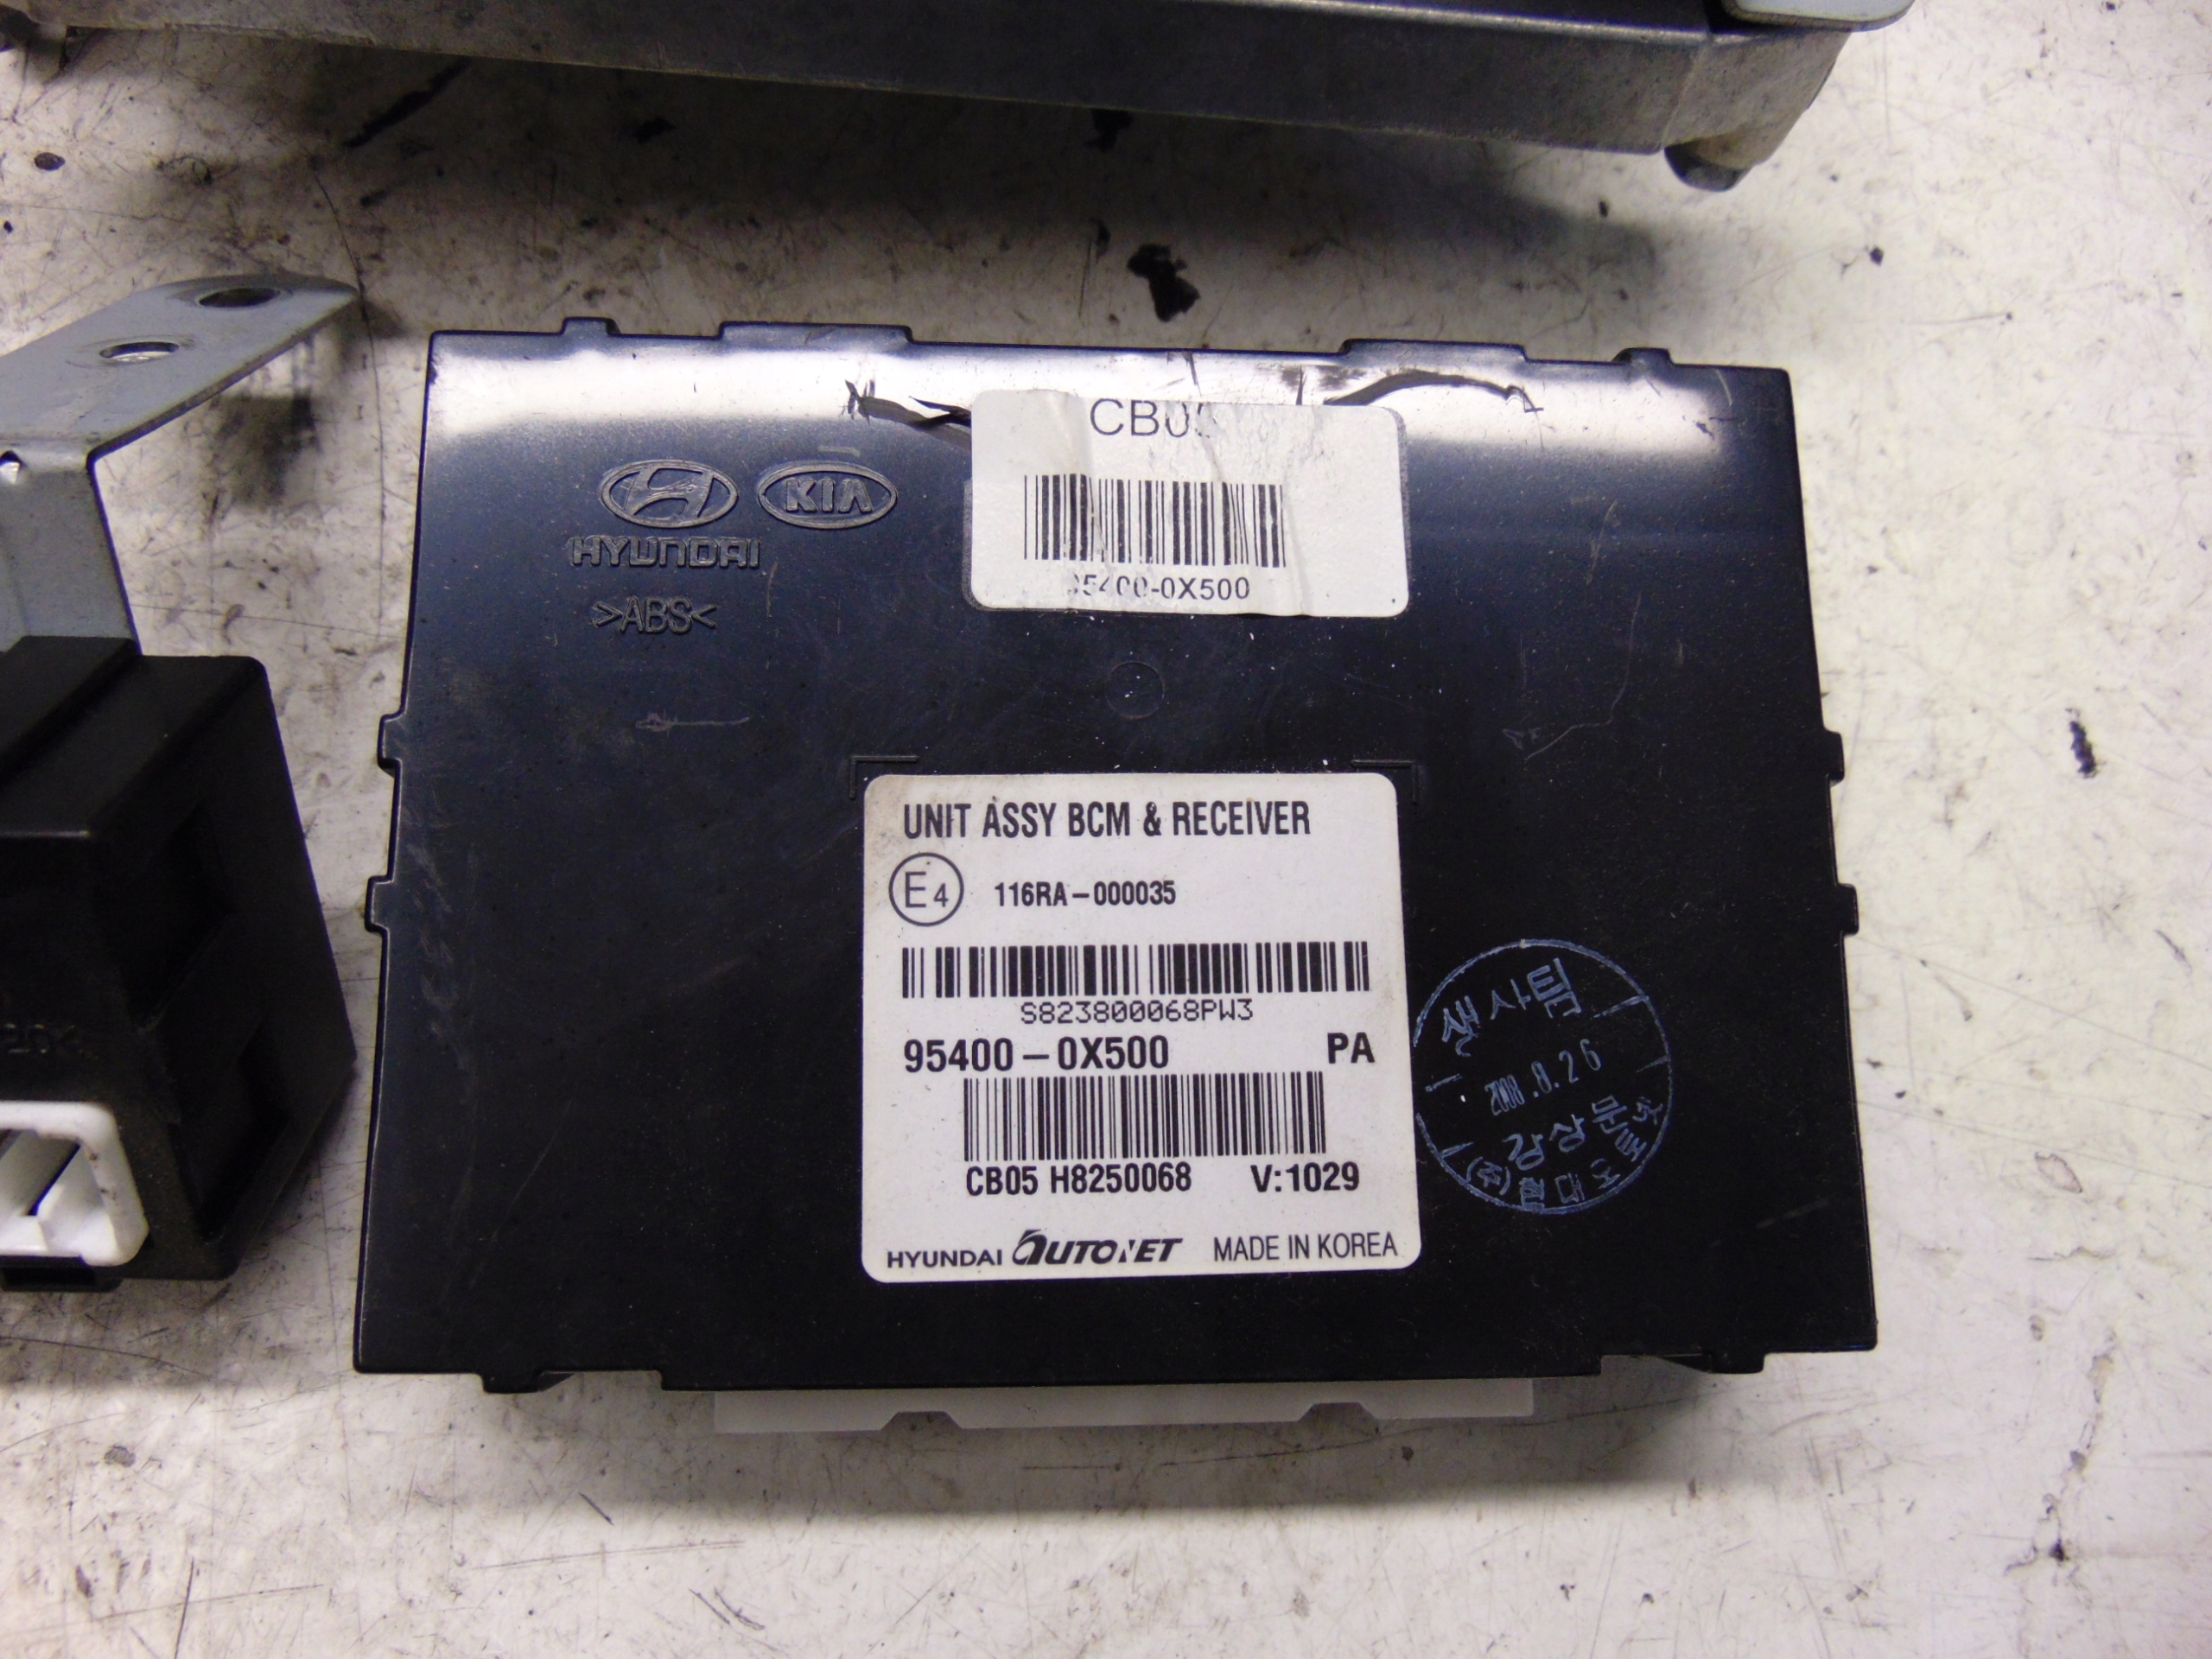 CB05
95400-0X500
HYUNDAI
KIA
>ABS<
UNIT ASSY BCM & RECEIVER
E4 116RA-000035
S823800068PW3
95400-0X500 PA
CB05 H8250068 V:1029
HYUNDAI AUTONET MADE IN KOREA
8.26